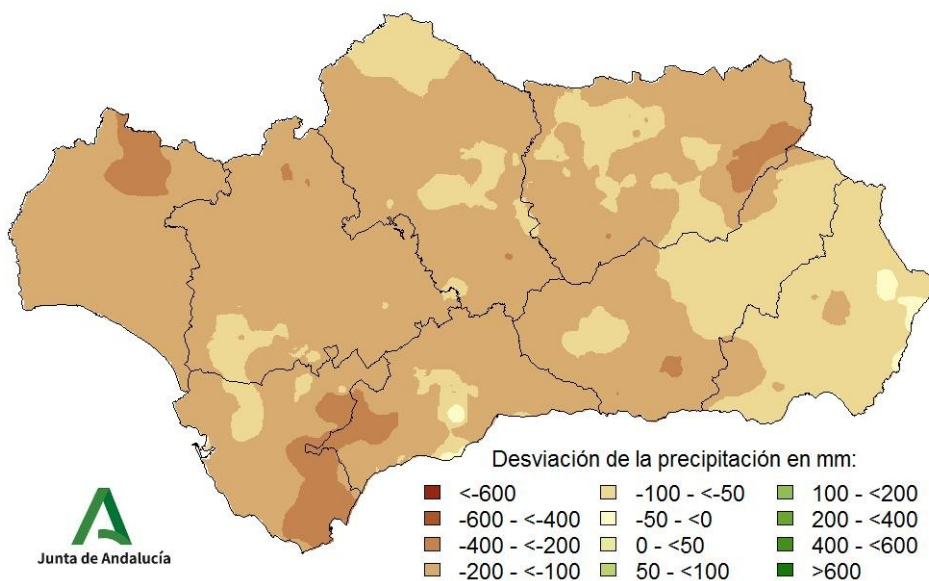 Desviación de la precipitación en mm:
<-600 -100 - <-50 100 - <200
-600 - <-400 -50 - <0 200 - <400
-400 - <-200 0 - <50 400 - <600
-200 - <-100 50 - <100 >600
Junta de Andalucía